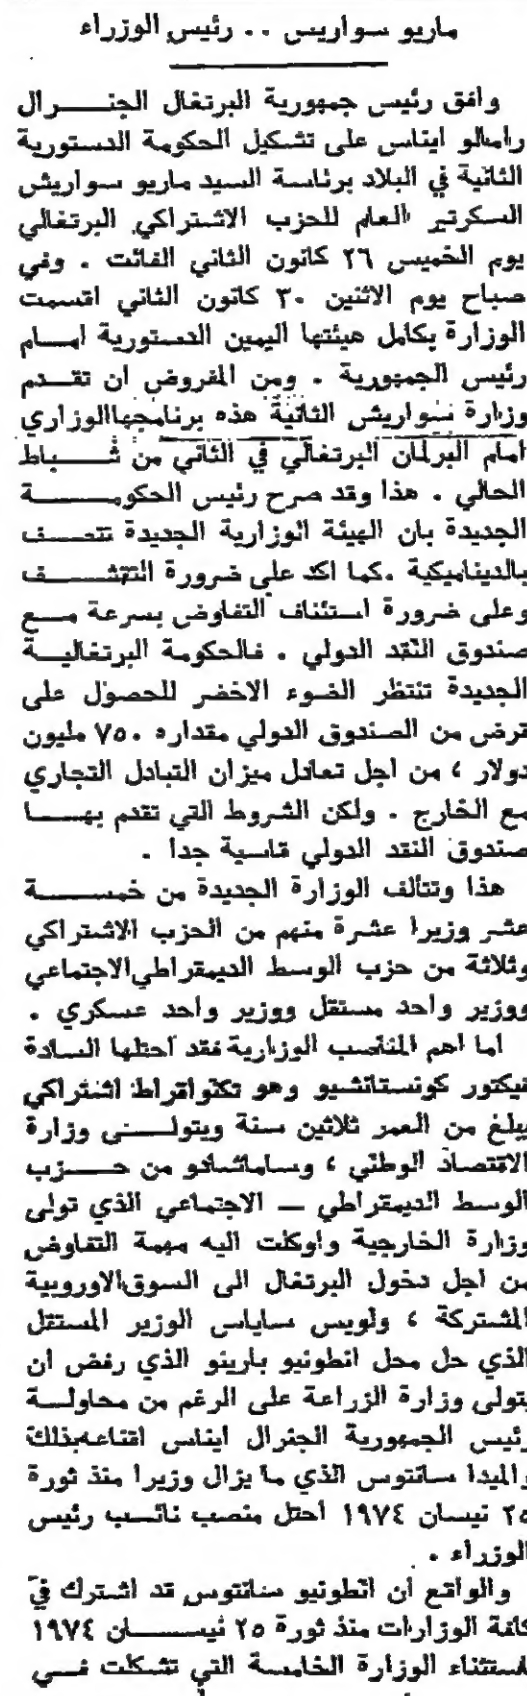 ماريو سواريس .. رئيس الوزراء
وافق رئيس جمهورية البرتغال الجنرال
رامالو ايناس على تشكيل الحكومة الدستورية
الثانية في البلاد برئاسة السيد ماريو سواريش
السكرتير العام للحزب الاشتراكي البرتغالي
يوم الخميس ٢٦ كانون الثاني الفائت . وفي
صباح يوم الاثنين ٣٠ كانون الثاني اقسمت
الوزارة بكامل هيئتها اليمين الدستورية امام
رئيس الجمهورية . ومن المفروض ان تقدم
وزارة سواريش الثانية هذه برنامجها الوزاري
امام البرلمان البرتغالي في الثاني من شباط
الحالي . هذا وقد صرح رئيس الحكومة
الجديدة بان الهيئة الوزارية الجديدة تتصف
بالديناميكية . كما اكد على ضرورة التقشف
وعلى ضرورة استئناف التفاوض بسرعة مع
صندوق النقد الدولي . فالحكومة البرتغالية
الجديدة تنتظر الضوء الاخضر للحصول على
قرض من الصندوق الدولي مقداره ٧٥٠ مليون
دولار ، من اجل تعادل ميزان التبادل التجاري
مع الخارج . ولكن الشروط التي تقدم بها
صندوق النقد الدولي قاسية جدا .
هذا وتتألف الوزارة الجديدة من خمسة
عشر وزيرا عشرة منهم من الحزب الاشتراكي
وثلاثة من حزب الوسط الديمقراطي الاجتماعي
ووزير واحد مستقل ووزير واحد عسكري .
اما اهم المناصب الوزارية فقد احتلها السادة
فيكتور كونستانشيو وهو تكنوقراط اشتراكي
يبلغ من العمر ثلاثين سنة ويتولى وزارة
الاقتصاد الوطني ، وساماشادو من حزب
الوسط الديمقراطي — الاجتماعي الذي تولى
وزارة الخارجية واوكلت اليه مهمة التفاوض
من اجل دخول البرتغال الى السوق الاوروبية
المشتركة ، ولويس ساياس الوزير المستقل
الذي حل محل انطونيو بارينو الذي رفض ان
يتولى وزارة الزراعة على الرغم من محاولة
رئيس الجمهورية الجنرال ايناس اقناعه بذلك
والميدا سانتوس الذي ما يزال وزيرا منذ ثورة
٢٥ نيسان ١٩٧٤ احتل منصب نائب رئيس
الوزراء .
والواقع ان انطونيو سانتوس قد اشترك في
كافة الوزارات منذ ثورة ٢٥ نيسان ١٩٧٤
باستثناء الوزارة الخامسة التي تشكلت في